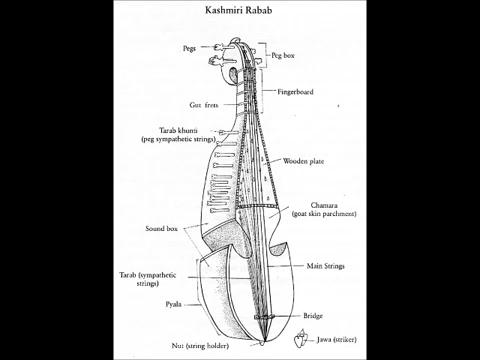 Kashmiri Rabab
Pegs
Peg box
Fingerboard
Gut frets
Tarab khunti
(peg sympathetic strings)
Wooden plate
Chamara
(goat skin parchment)
Sound box
Main Strings
Tarab (sympathetic
strings)
Pyala
Bridge
Jawa (striker)
Nut (string holder)